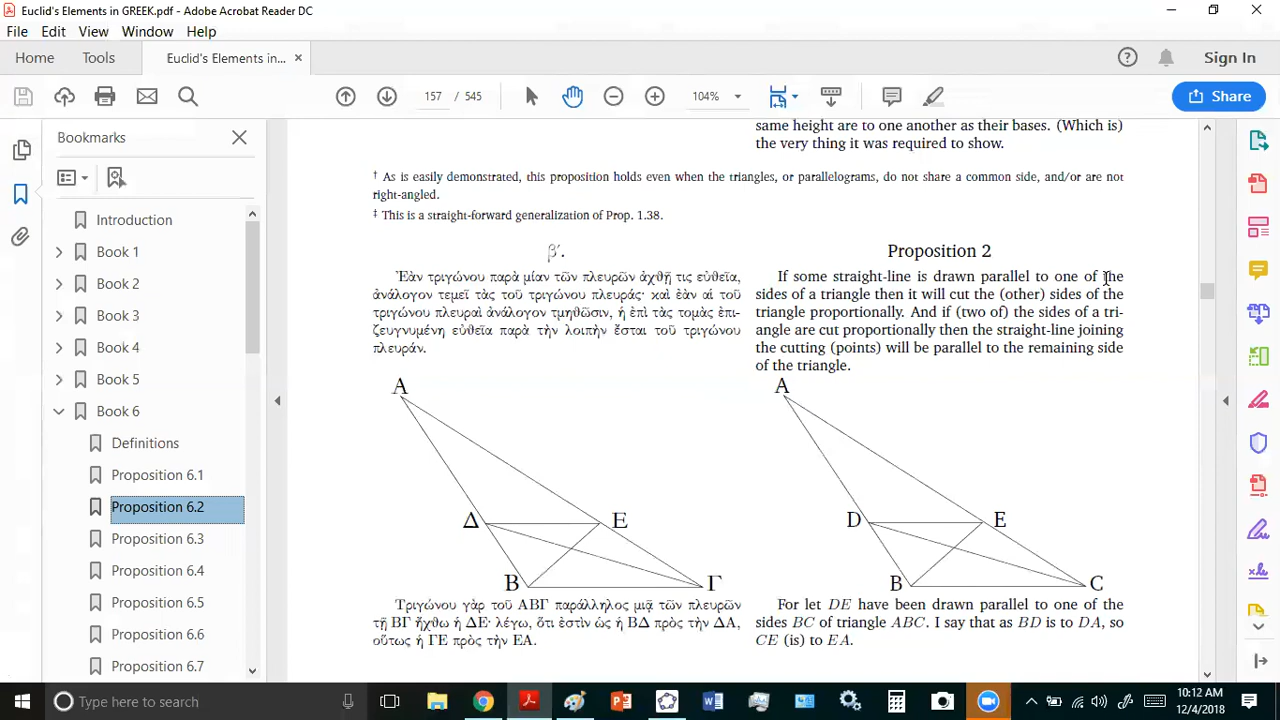 Euclid's Elements in GREEK.pdf - Adobe Acrobat Reader DC
File Edit View Window Help
Home Tools Euclid's Elements in... × Sign In
157 / 545 104% Share
Bookmarks
Introduction
Book 1
Book 2
Book 3
Book 4
Book 5
Book 6
Definitions
Proposition 6.1
Proposition 6.2
Proposition 6.3
Proposition 6.4
Proposition 6.5
Proposition 6.6
Proposition 6.7
same height are to one another as their bases. (Which is)
the very thing it was required to show.
† As is easily demonstrated, this proposition holds even when the triangles, or parallelograms, do not share a common side, and/or are not
right-angled.
‡ This is a straight-forward generalization of Prop. 1.38.
βʹ.
Ἐὰν τριγώνου παρὰ μίαν τῶν πλευρῶν ἀχθῇ τις εὐθεῖα,
ἀνάλογον τεμεῖ τὰς τοῦ τριγώνου πλευράς· καὶ ἐὰν αἱ τοῦ
τριγώνου πλευραὶ ἀνάλογον τμηθῶσιν, ἡ ἐπὶ τὰς τομὰς ἐπι-
ζευγνυμένη εὐθεῖα παρὰ τὴν λοιπὴν ἔσται τοῦ τριγώνου
πλευράν.
Α
Δ Ε
Β Γ
Τριγώνου γὰρ τοῦ ΑΒΓ παράλληλος μιᾷ τῶν πλευρῶν
τῇ ΒΓ ἤχθω ἡ ΔΕ· λέγω, ὅτι ἐστὶν ὡς ἡ ΒΔ πρὸς τὴν ΔΑ,
οὕτως ἡ ΓΕ πρὸς τὴν ΕΑ.
Proposition 2
If some straight-line is drawn parallel to one of the
sides of a triangle then it will cut the (other) sides of the
triangle proportionally. And if (two of) the sides of a tri-
angle are cut proportionally then the straight-line joining
the cutting (points) will be parallel to the remaining side
of the triangle.
A
D E
B C
For let DE have been drawn parallel to one of the
sides BC of triangle ABC. I say that as BD is to DA, so
CE (is) to EA.
Type here to search
10:12 AM
12/4/2018